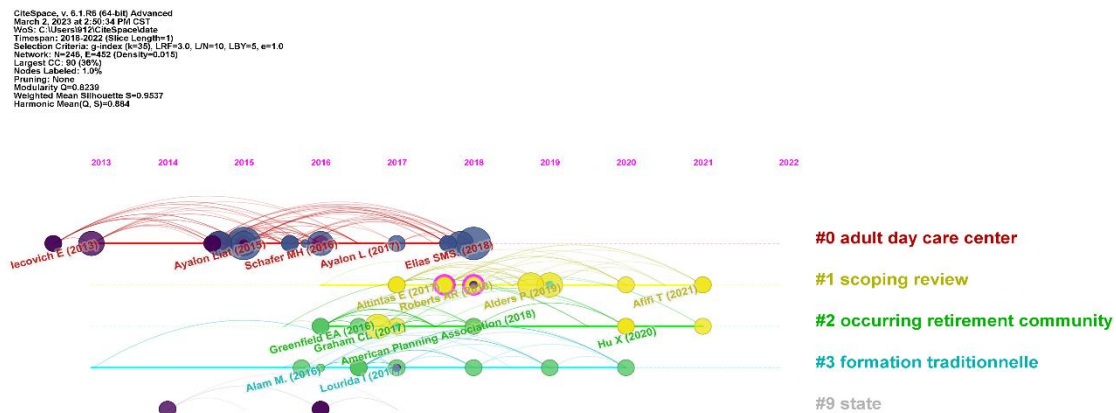 CiteSpace, v. 6.1.R6 (64-bit) Advanced
March 2, 2023 at 2:50:34 PM CST
WoS: C:\Users\912\CiteSpace\date
Timespan: 2018-2022 (Slice Length=1)
Selection Criteria: g-index (k=35), LRF=3.0, L/N=10, LBY=5, e=1.0
Network: N=246, E=452 (Density=0.015)
Largest CC: 90 (36%)
Nodes Labeled: 1.0%
Pruning: None
Modularity Q=0.8239
Weighted Mean Silhouette S=0.9537
Harmonic Mean(Q, S)=0.884
2013 2014 2015 2016 2017 2018 2019 2020 2021 2022
Iecovich E (2013)
Ayalon Liat (2015)
Schafer MH (2016)
Ayalon L (2017)
Elias SMS (2018)
#0 adult day care center
Altintas E (2017)
Roberts AR (2018)
Alders P (2019)
Afifi T (2021)
#1 scoping review
Greenfield EA (2016)
Graham CL (2017)
American Planning Association (2018)
Hu X (2020)
#2 occurring retirement community
Alam M. (2016)
Lourida I
#3 formation traditionnelle
#9 state